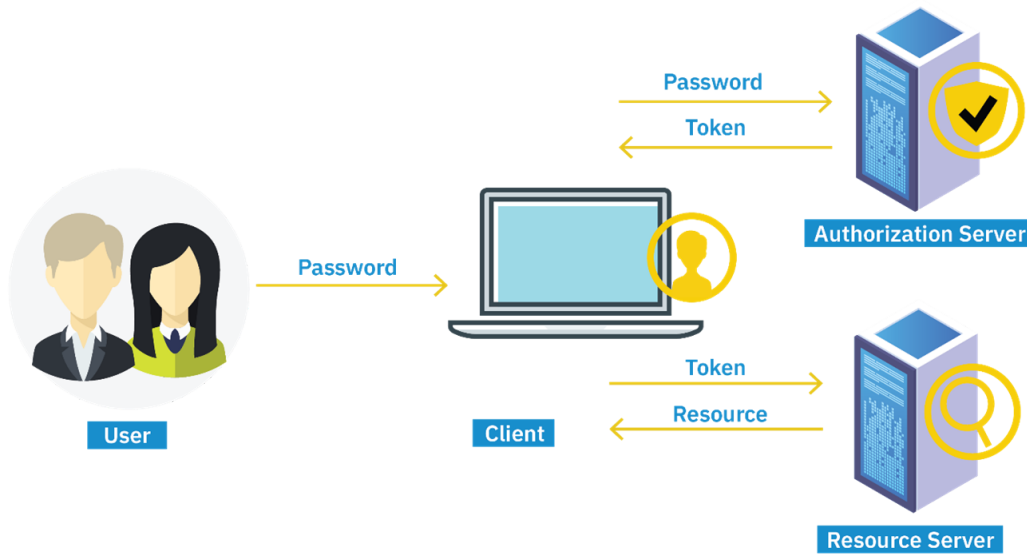 Password
Token
Authorization Server
Password
User
Client
Token
Resource
Resource Server